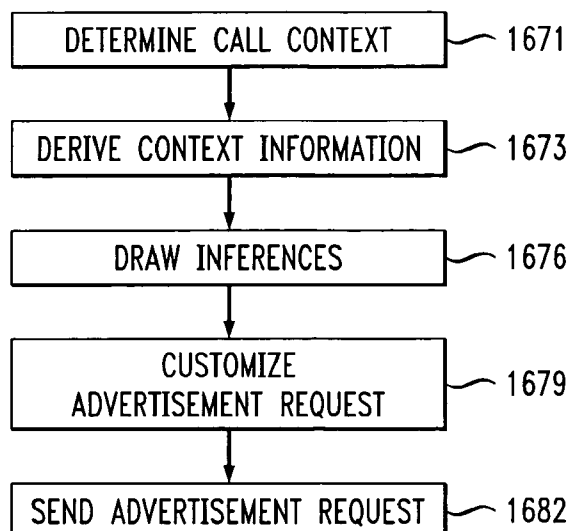 DETERMINE CALL CONTEXT 1671
DERIVE CONTEXT INFORMATION 1673
DRAW INFERENCES 1676
CUSTOMIZE
ADVERTISEMENT REQUEST 1679
SEND ADVERTISEMENT REQUEST 1682